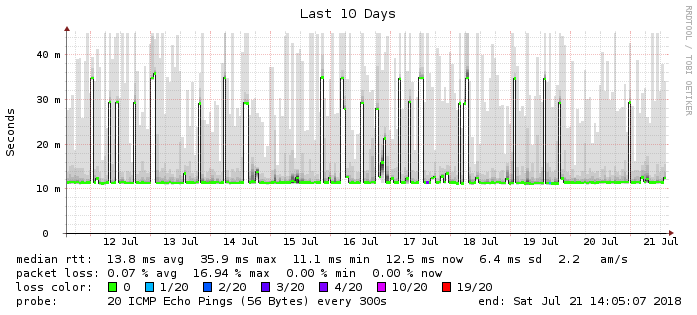 Last 10 Days
RRDTOOL / TOBI OETIKER
Seconds
40 m
30 m
20 m
10 m
0
12 Jul 13 Jul 14 Jul 15 Jul 16 Jul 17 Jul 18 Jul 19 Jul 20 Jul 21 Jul
median rtt: 13.8 ms avg 35.9 ms max 11.1 ms min 12.5 ms now 6.4 ms sd 2.2 am/s
packet loss: 0.07 % avg 16.94 % max 0.00 % min 0.00 % now
loss color: 0 1/20 2/20 3/20 4/20 10/20 19/20
probe: 20 ICMP Echo Pings (56 Bytes) every 300s end: Sat Jul 21 14:05:07 2018